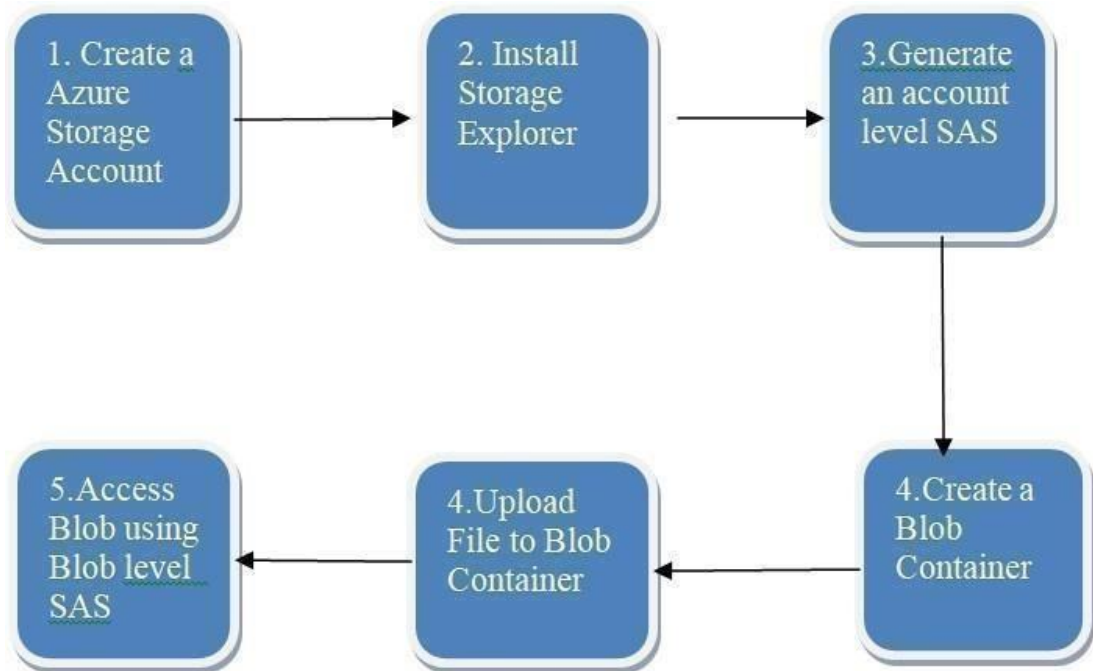 1. Create a
Azure
Storage
Account
2. Install
Storage
Explorer
3.Generate
an account
level SAS
4.Create a
Blob
Container
4.Upload
File to Blob
Container
5.Access
Blob using
Blob level
SAS